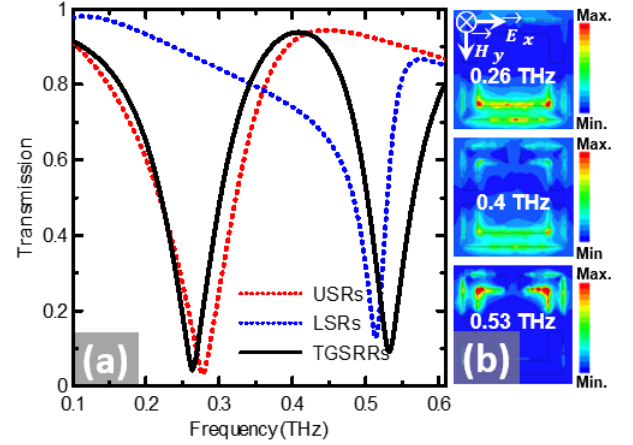 1
0.8
0.6
0.4
0.2
0
Transmission
0.1
0.2
0.3
0.4
0.5
0.6
Frequency(THz)
USRs
LSRs
TGSRRs
(a)
E x
H y
0.26 THz
Max.
Min.
0.4 THz
Max.
Min
0.53 THz
Max.
Min.
(b)